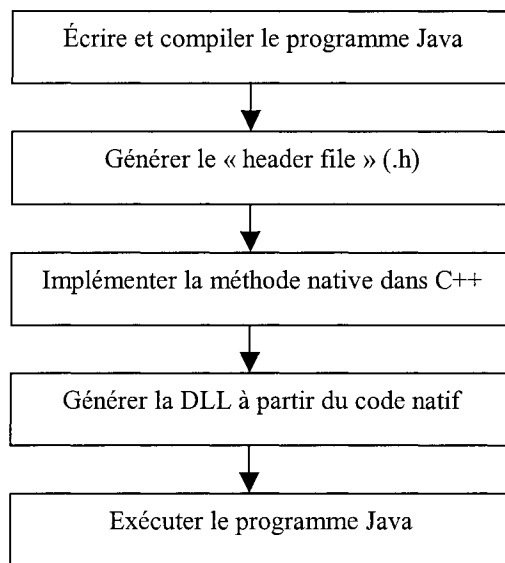 Écrire et compiler le programme Java
Générer le « header file » (.h)
Implémenter la méthode native dans C++
Générer la DLL à partir du code natif
Exécuter le programme Java